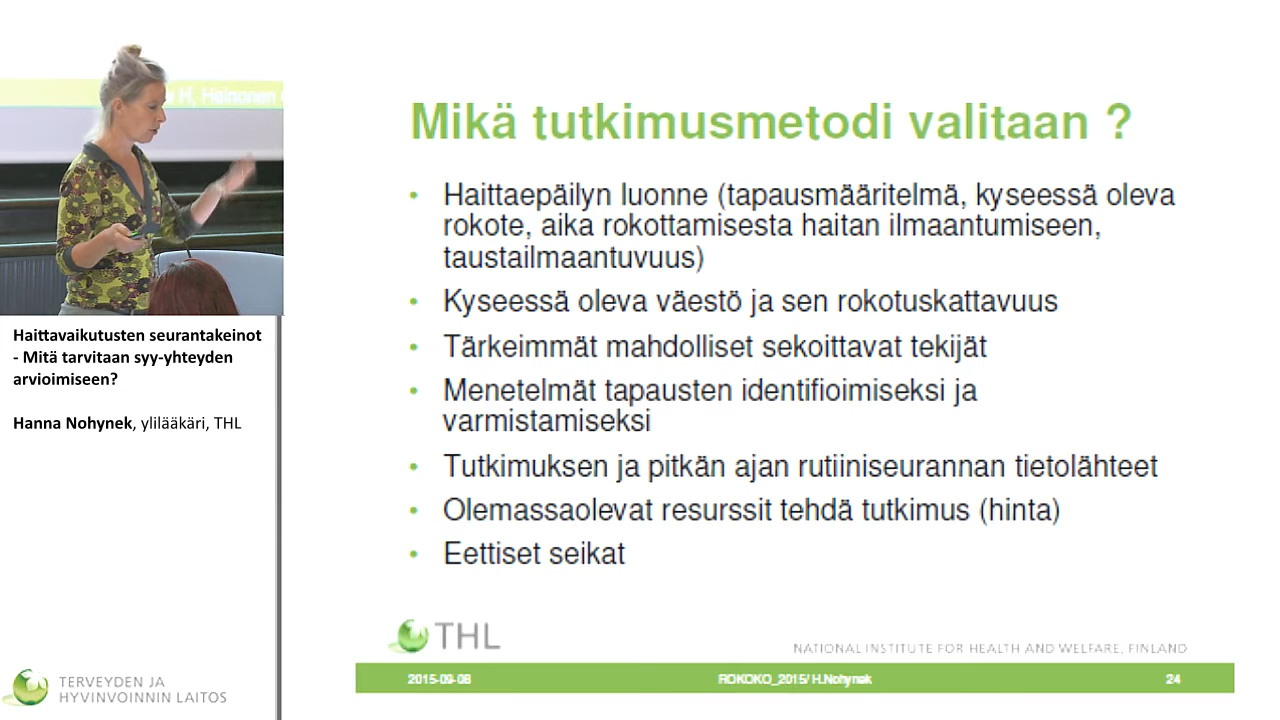 H, Heinonen
Haittavaikutusten seurantakeinot
- Mitä tarvitaan syy-yhteyden
arvioimiseen?
Hanna Nohynek, ylilääkäri, THL
TERVEYDEN JA
HYVINVOINNIN LAITOS
Mikä tutkimusmetodi valitaan ?
• Haittaepäilyn luonne (tapausmääritelmä, kyseessä oleva
rokote, aika rokottamisesta haitan ilmaantumiseen,
taustailmaantuvuus)
• Kyseessä oleva väestö ja sen rokotuskattavuus
• Tärkeimmät mahdolliset sekoittavat tekijät
• Menetelmät tapausten identifioimiseksi ja
varmistamiseksi
• Tutkimuksen ja pitkän ajan rutiiniseurannan tietolähteet
• Olemassaolevat resurssit tehdä tutkimus (hinta)
• Eettiset seikat
THL
NATIONAL INSTITUTE FOR HEALTH AND WELFARE, FINLAND
2015-09-08 ROKOKO_2015/ H.Nohynek 24